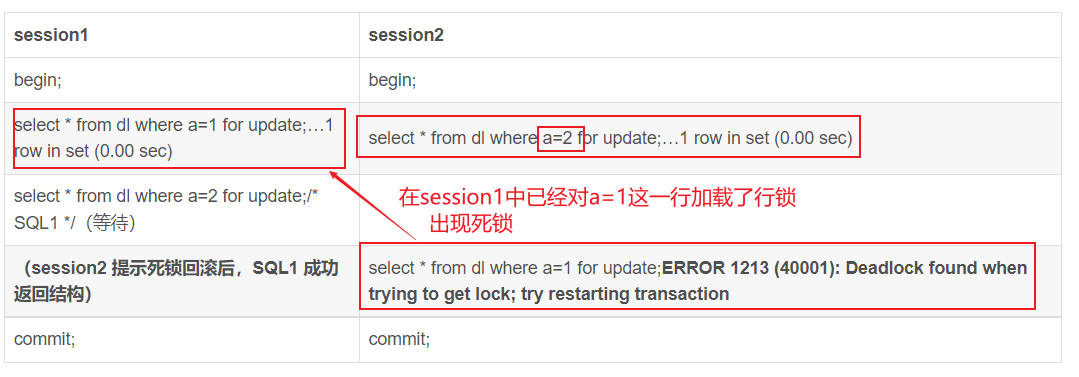 session1
session2
begin;
begin;
select * from dl where a=1 for update;…1
row in set (0.00 sec)
select * from dl where a=2 for update;…1 row in set (0.00 sec)
select * from dl where a=2 for update;/*
SQL1 */（等待）
在session1中已经对a=1这一行加载了行锁
出现死锁
（session2 提示死锁回滚后，SQL1 成功
返回结构）
select * from dl where a=1 for update;ERROR 1213 (40001): Deadlock found when
trying to get lock; try restarting transaction
commit;
commit;